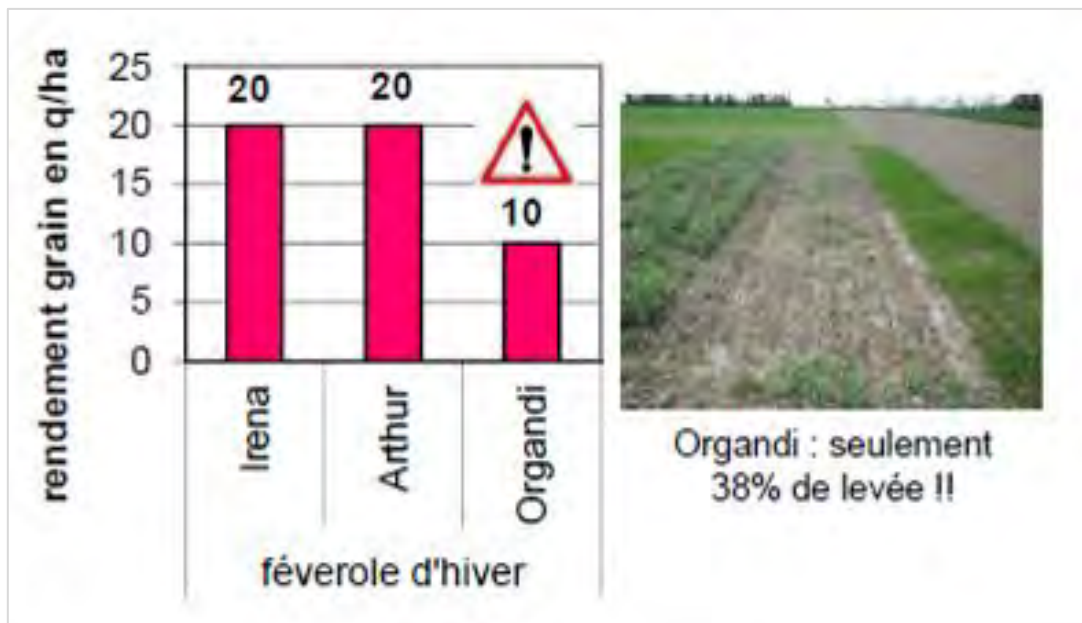 rendement grain en q/ha
25
20
15
10
5
0
20
20
!
10
Irena
Arthur
Organdi
féverole d'hiver
Organdi : seulement
38% de levée !!